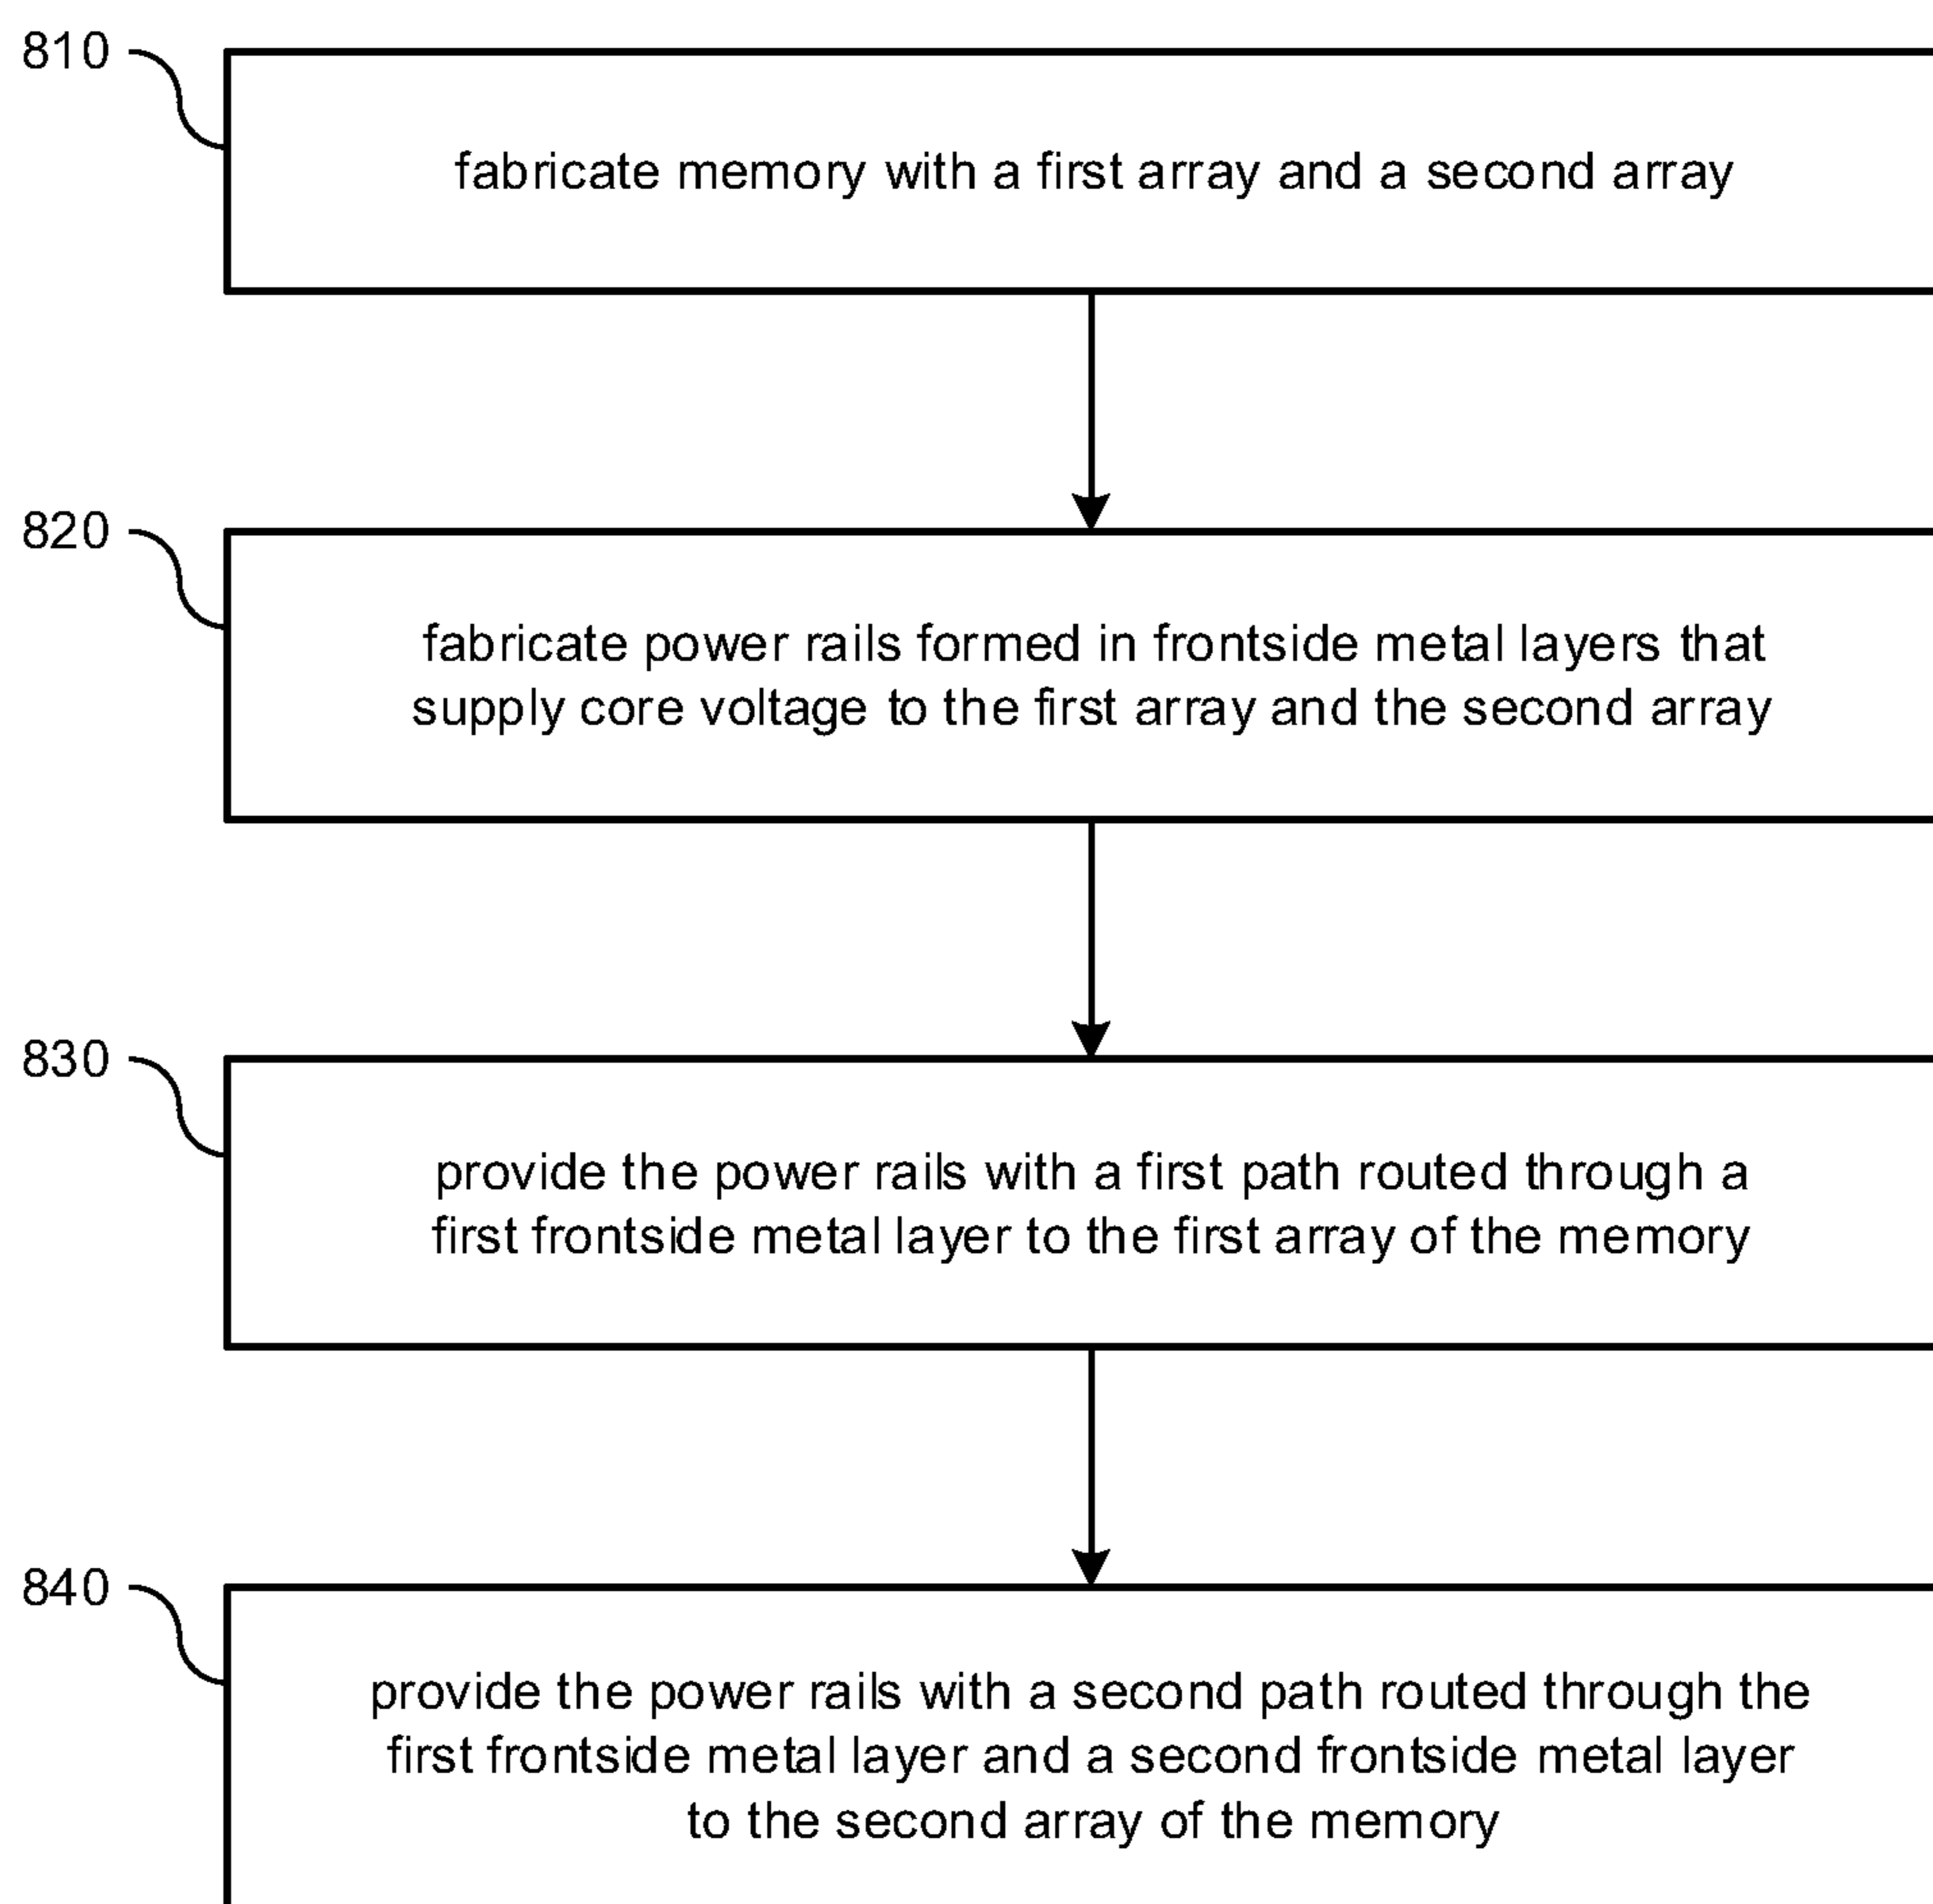 810
fabricate memory with a first array and a second array
820
fabricate power rails formed in frontside metal layers that
supply core voltage to the first array and the second array
830
provide the power rails with a first path routed through a
first frontside metal layer to the first array of the memory
840
provide the power rails with a second path routed through the
first frontside metal layer and a second frontside metal layer
to the second array of the memory